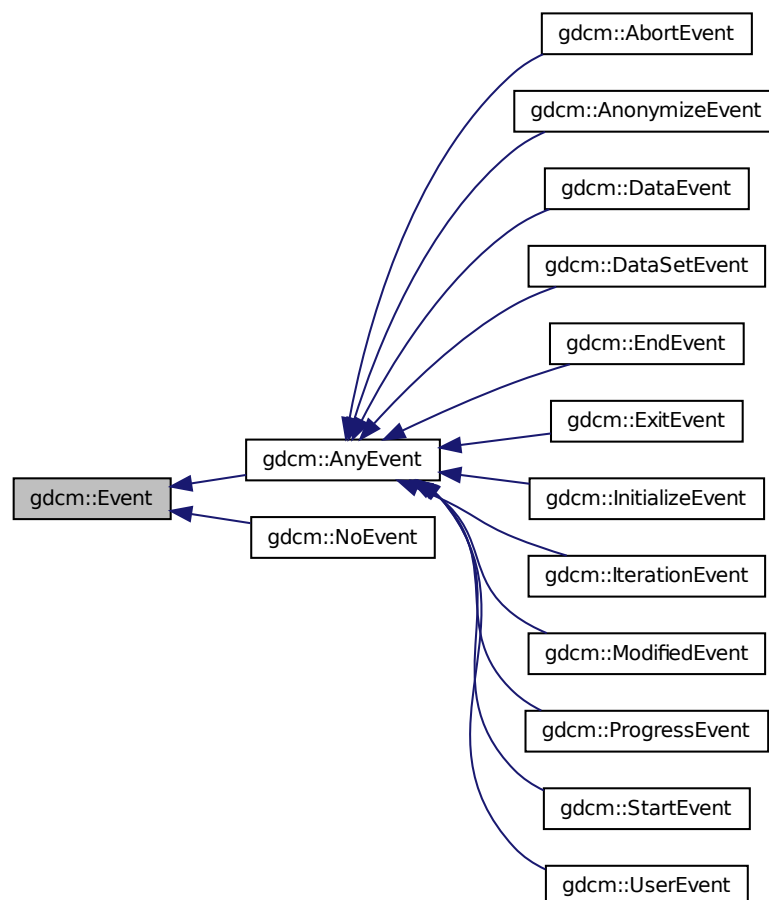 gdcm::AbortEvent
gdcm::AnonymizeEvent
gdcm::DataEvent
gdcm::DataSetEvent
gdcm::EndEvent
gdcm::ExitEvent
gdcm::AnyEvent
gdcm::Event
gdcm::InitializeEvent
gdcm::NoEvent
gdcm::IterationEvent
gdcm::ModifiedEvent
gdcm::ProgressEvent
gdcm::StartEvent
gdcm::UserEvent